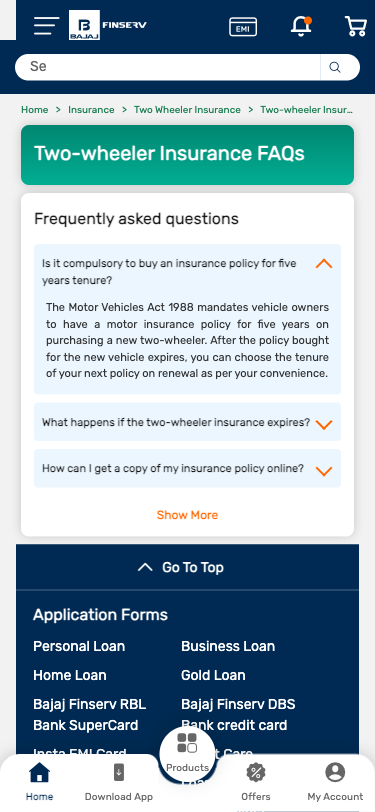 BAJAJ
FINSERV
EMI
Se
Home > Insurance > Two Wheeler Insurance > Two-wheeler Insur...
Two-wheeler Insurance FAQs
Frequently asked questions
Is it compulsory to buy an insurance policy for five
years tenure?
The Motor Vehicles Act 1988 mandates vehicle owners
to have a motor insurance policy for five years on
purchasing a new two-wheeler. After the policy bought
for the new vehicle expires, you can choose the tenure
of your next policy on renewal as per your convenience.
What happens if the two-wheeler insurance expires?
How can I get a copy of my insurance policy online?
Show More
Go To Top
Application Forms
Personal Loan
Business Loan
Home Loan
Gold Loan
Bajaj Finserv RBL
Bank SuperCard
Bajaj Finserv DBS
Bank credit card
Insta EMI Card
Care
Loan
Home
Download App
Products
Offers
My Account